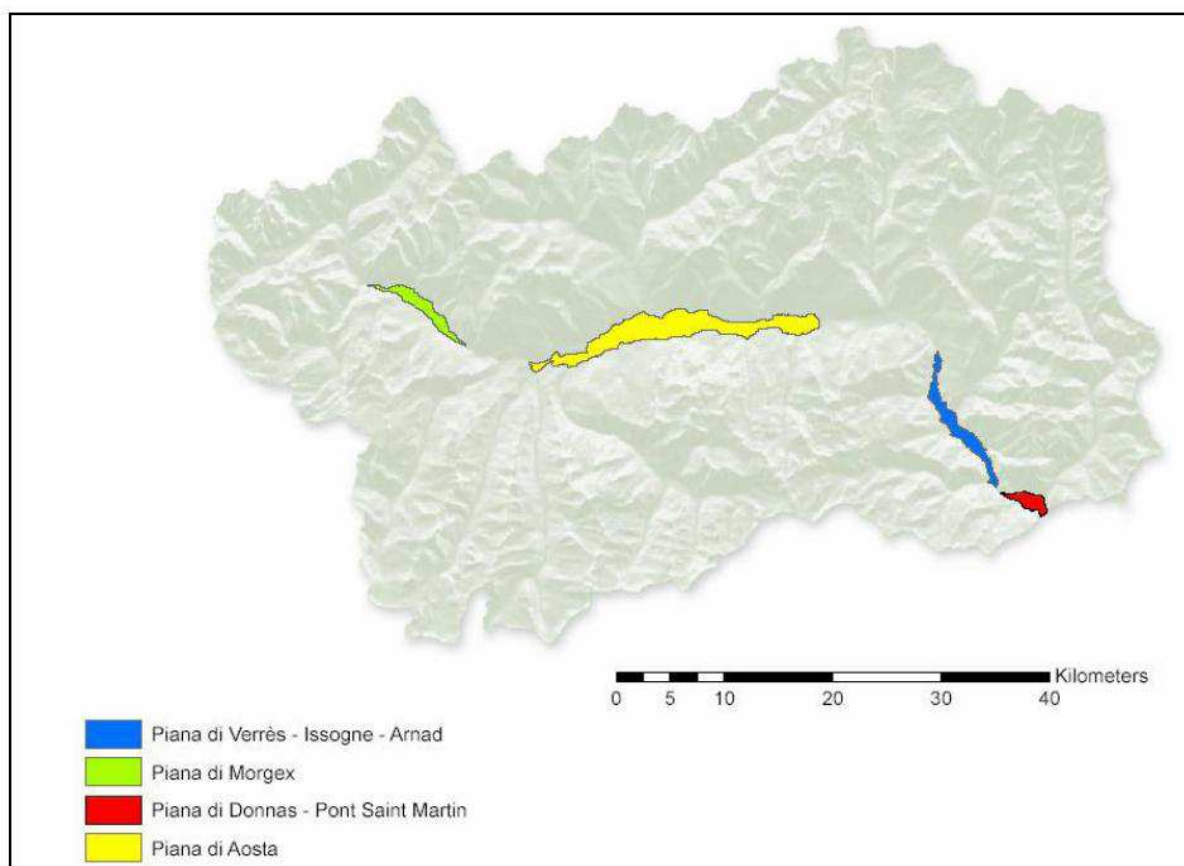 Kilometers
0 5 10 20 30 40
Piana di Verrès - Issogne - Arnad
Piana di Morgex
Piana di Donnas - Pont Saint Martin
Piana di Aosta